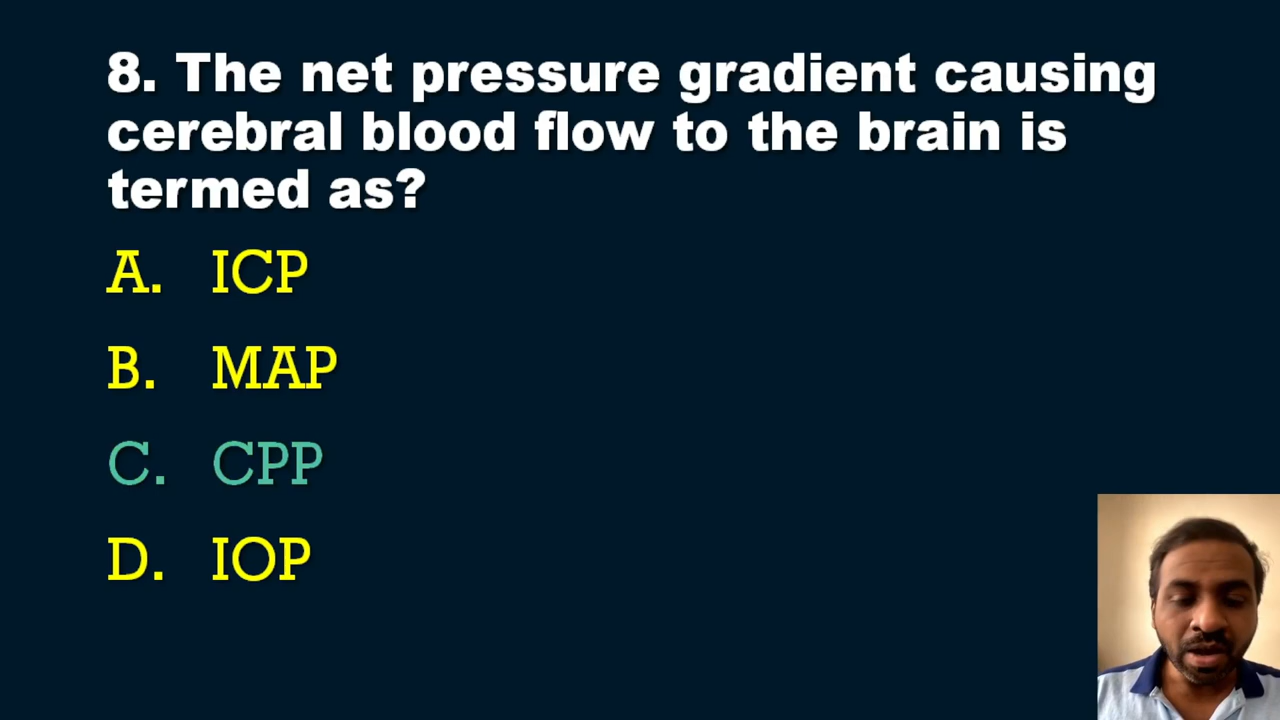 8. The net pressure gradient causing
cerebral blood flow to the brain is
termed as?
A. ICP
B. MAP
C. CPP
D. IOP